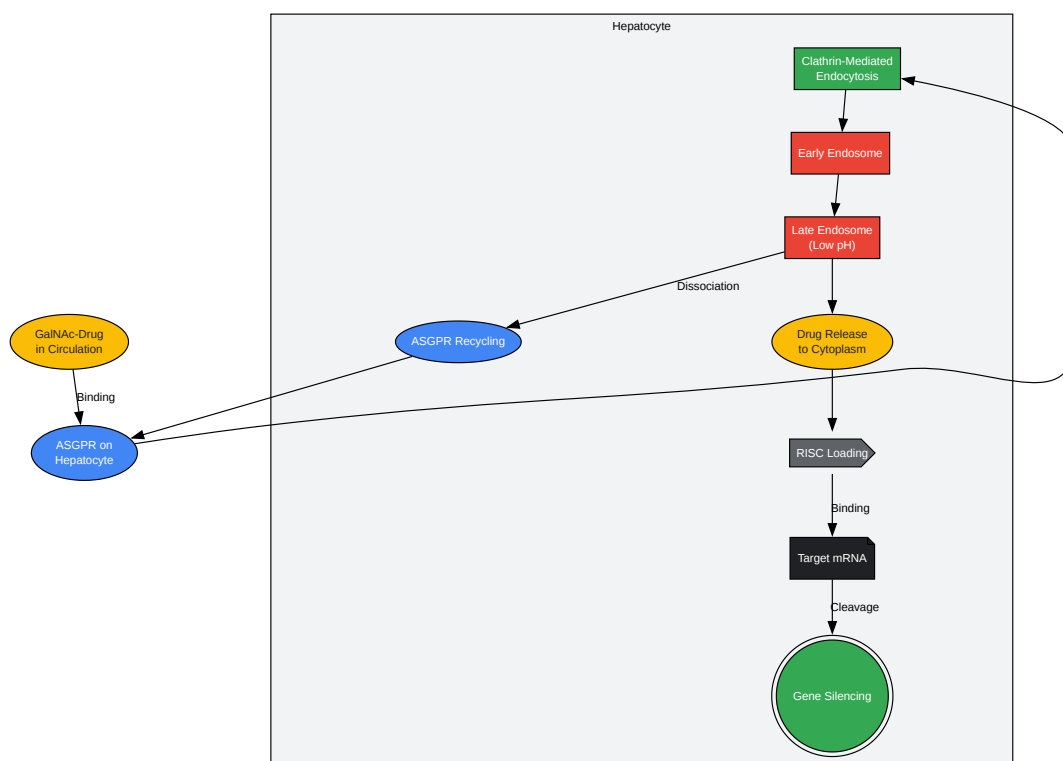 Hepatocyte
Clathrin-Mediated
Endocytosis
Early Endosome
Late Endosome
(Low pH)
Dissociation
GalNAc-Drug
in Circulation
ASGPR Recycling
Drug Release
to Cytoplasm
Binding
ASGPR on
Hepatocyte
RISC Loading
Binding
Target mRNA
Cleavage
Gene Silencing